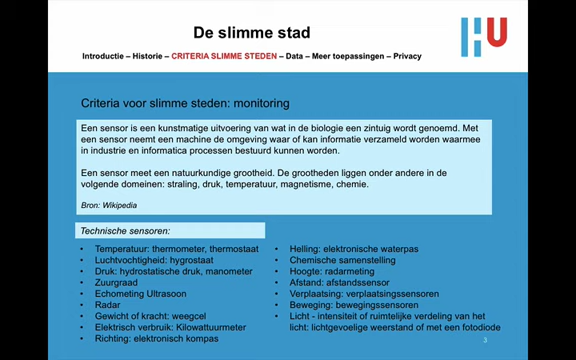 De slimme stad
HU
Introductie – Historie – CRITERIA SLIMME STEDEN – Data – Meer toepassingen – Privacy
Criteria voor slimme steden: monitoring
Een sensor is een kunstmatige uitvoering van wat in de biologie een zintuig wordt genoemd. Met
een sensor neemt een machine de omgeving waar of kan informatie verzameld worden waarmee
in industrie en informatica processen bestuurd kunnen worden.
Een sensor meet een natuurkundige grootheid. De grootheden liggen onder andere in de
volgende domeinen: straling, druk, temperatuur, magnetisme, chemie.
Bron: Wikipedia
Technische sensoren:
• Temperatuur: thermometer, thermostaat
• Luchtvochtigheid: hygrostaat
• Druk: hydrostatische druk, manometer
• Zuurgraad
• Echometing Ultrasoon
• Radar
• Gewicht of kracht: weegcel
• Elektrisch verbruik: Kilowattuurmeter
• Richting: elektronisch kompas
• Helling: elektronische waterpas
• Chemische samenstelling
• Hoogte: radarmeting
• Afstand: afstandssensor
• Verplaatsing: verplaatsingssensoren
• Beweging: bewegingssensoren
• Licht - intensiteit of ruimtelijke verdeling van het
licht: lichtgevoelige weerstand of met een fotodiode
3